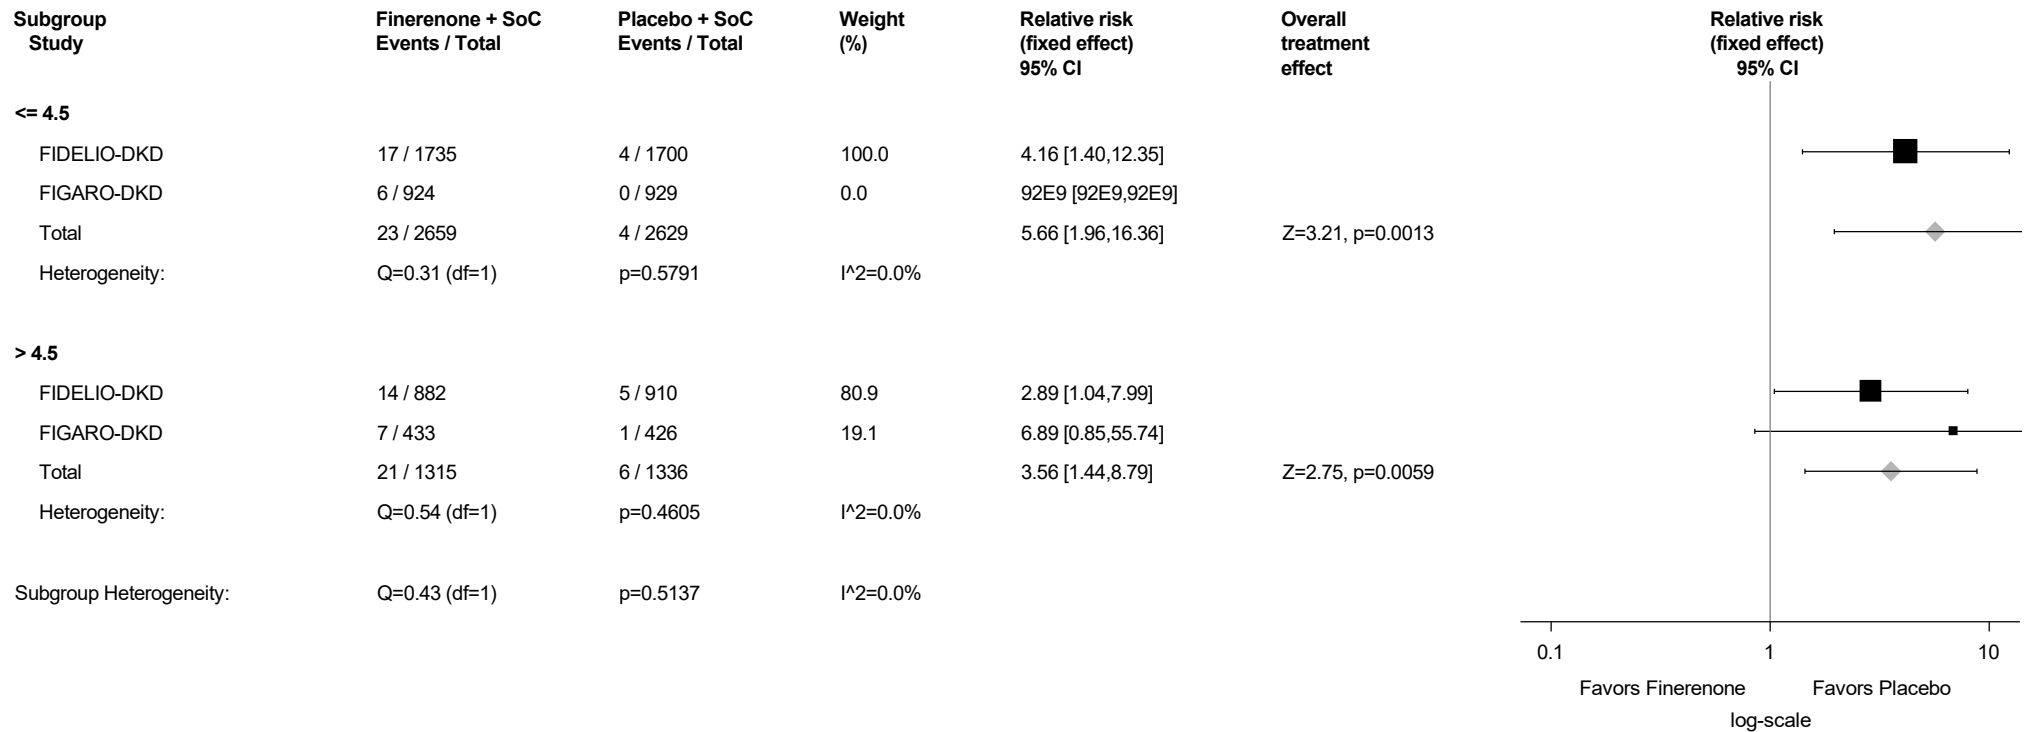 Subgroup Finerenone + SoC Placebo + SoC Weight Relative risk Overall Relative risk
Study Events / Total Events / Total (%) (fixed effect) treatment (fixed effect)
95% CI effect 95% CI
<= 4.5
FIDELIO-DKD 17 / 1735 4 / 1700 100.0 4.16 [1.40,12.35]
FIGARO-DKD 6 / 924 0 / 929 0.0 92E9 [92E9,92E9]
Total 23 / 2659 4 / 2629 5.66 [1.96,16.36] Z=3.21, p=0.0013
Heterogeneity: Q=0.31 (df=1) p=0.5791 I^2=0.0%
> 4.5
FIDELIO-DKD 14 / 882 5 / 910 80.9 2.89 [1.04,7.99]
FIGARO-DKD 7 / 433 1 / 426 19.1 6.89 [0.85,55.74]
Total 21 / 1315 6 / 1336 3.56 [1.44,8.79] Z=2.75, p=0.0059
Heterogeneity: Q=0.54 (df=1) p=0.4605 I^2=0.0%
Subgroup Heterogeneity: Q=0.43 (df=1) p=0.5137 I^2=0.0%
0.1 1 10
Favors Finerenone Favors Placebo
log-scale